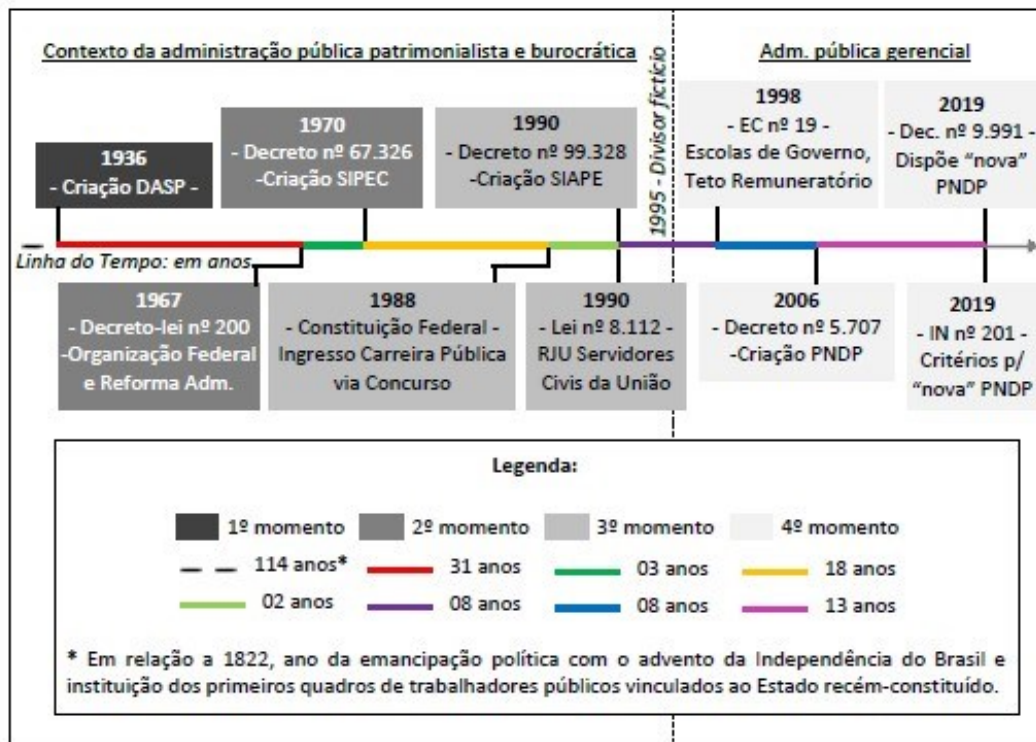 Contexto da administração pública patrimonialista e burocrática
Adm. pública gerencial
1995 - Divisor fictício
1936
- Criação DASP -
1970
- Decreto nº 67.326
-Criação SIPEC
1990
- Decreto nº 99.328
-Criação SIAPE
1998
- EC nº 19 -
Escolas de Governo,
Teto Remuneratório
2019
- Dec. nº 9.991 -
Dispõe “nova”
PNDP
Linha do Tempo: em anos
1967
- Decreto-lei nº 200
-Organização Federal
e Reforma Adm.
1988
- Constituição Federal -
Ingresso Carreira Pública
via Concurso
1990
- Lei nº 8.112 -
RJU Servidores
Civis da União
2006
- Decreto nº 5.707
-Criação PNDP
2019
- IN nº 201 -
Critérios p/
“nova” PNDP
Legenda:
1º momento
2º momento
3º momento
4º momento
114 anos*
31 anos
03 anos
18 anos
02 anos
08 anos
08 anos
13 anos
* Em relação a 1822, ano da emancipação política com o advento da Independência do Brasil e
instituição dos primeiros quadros de trabalhadores públicos vinculados ao Estado recém-constituído.